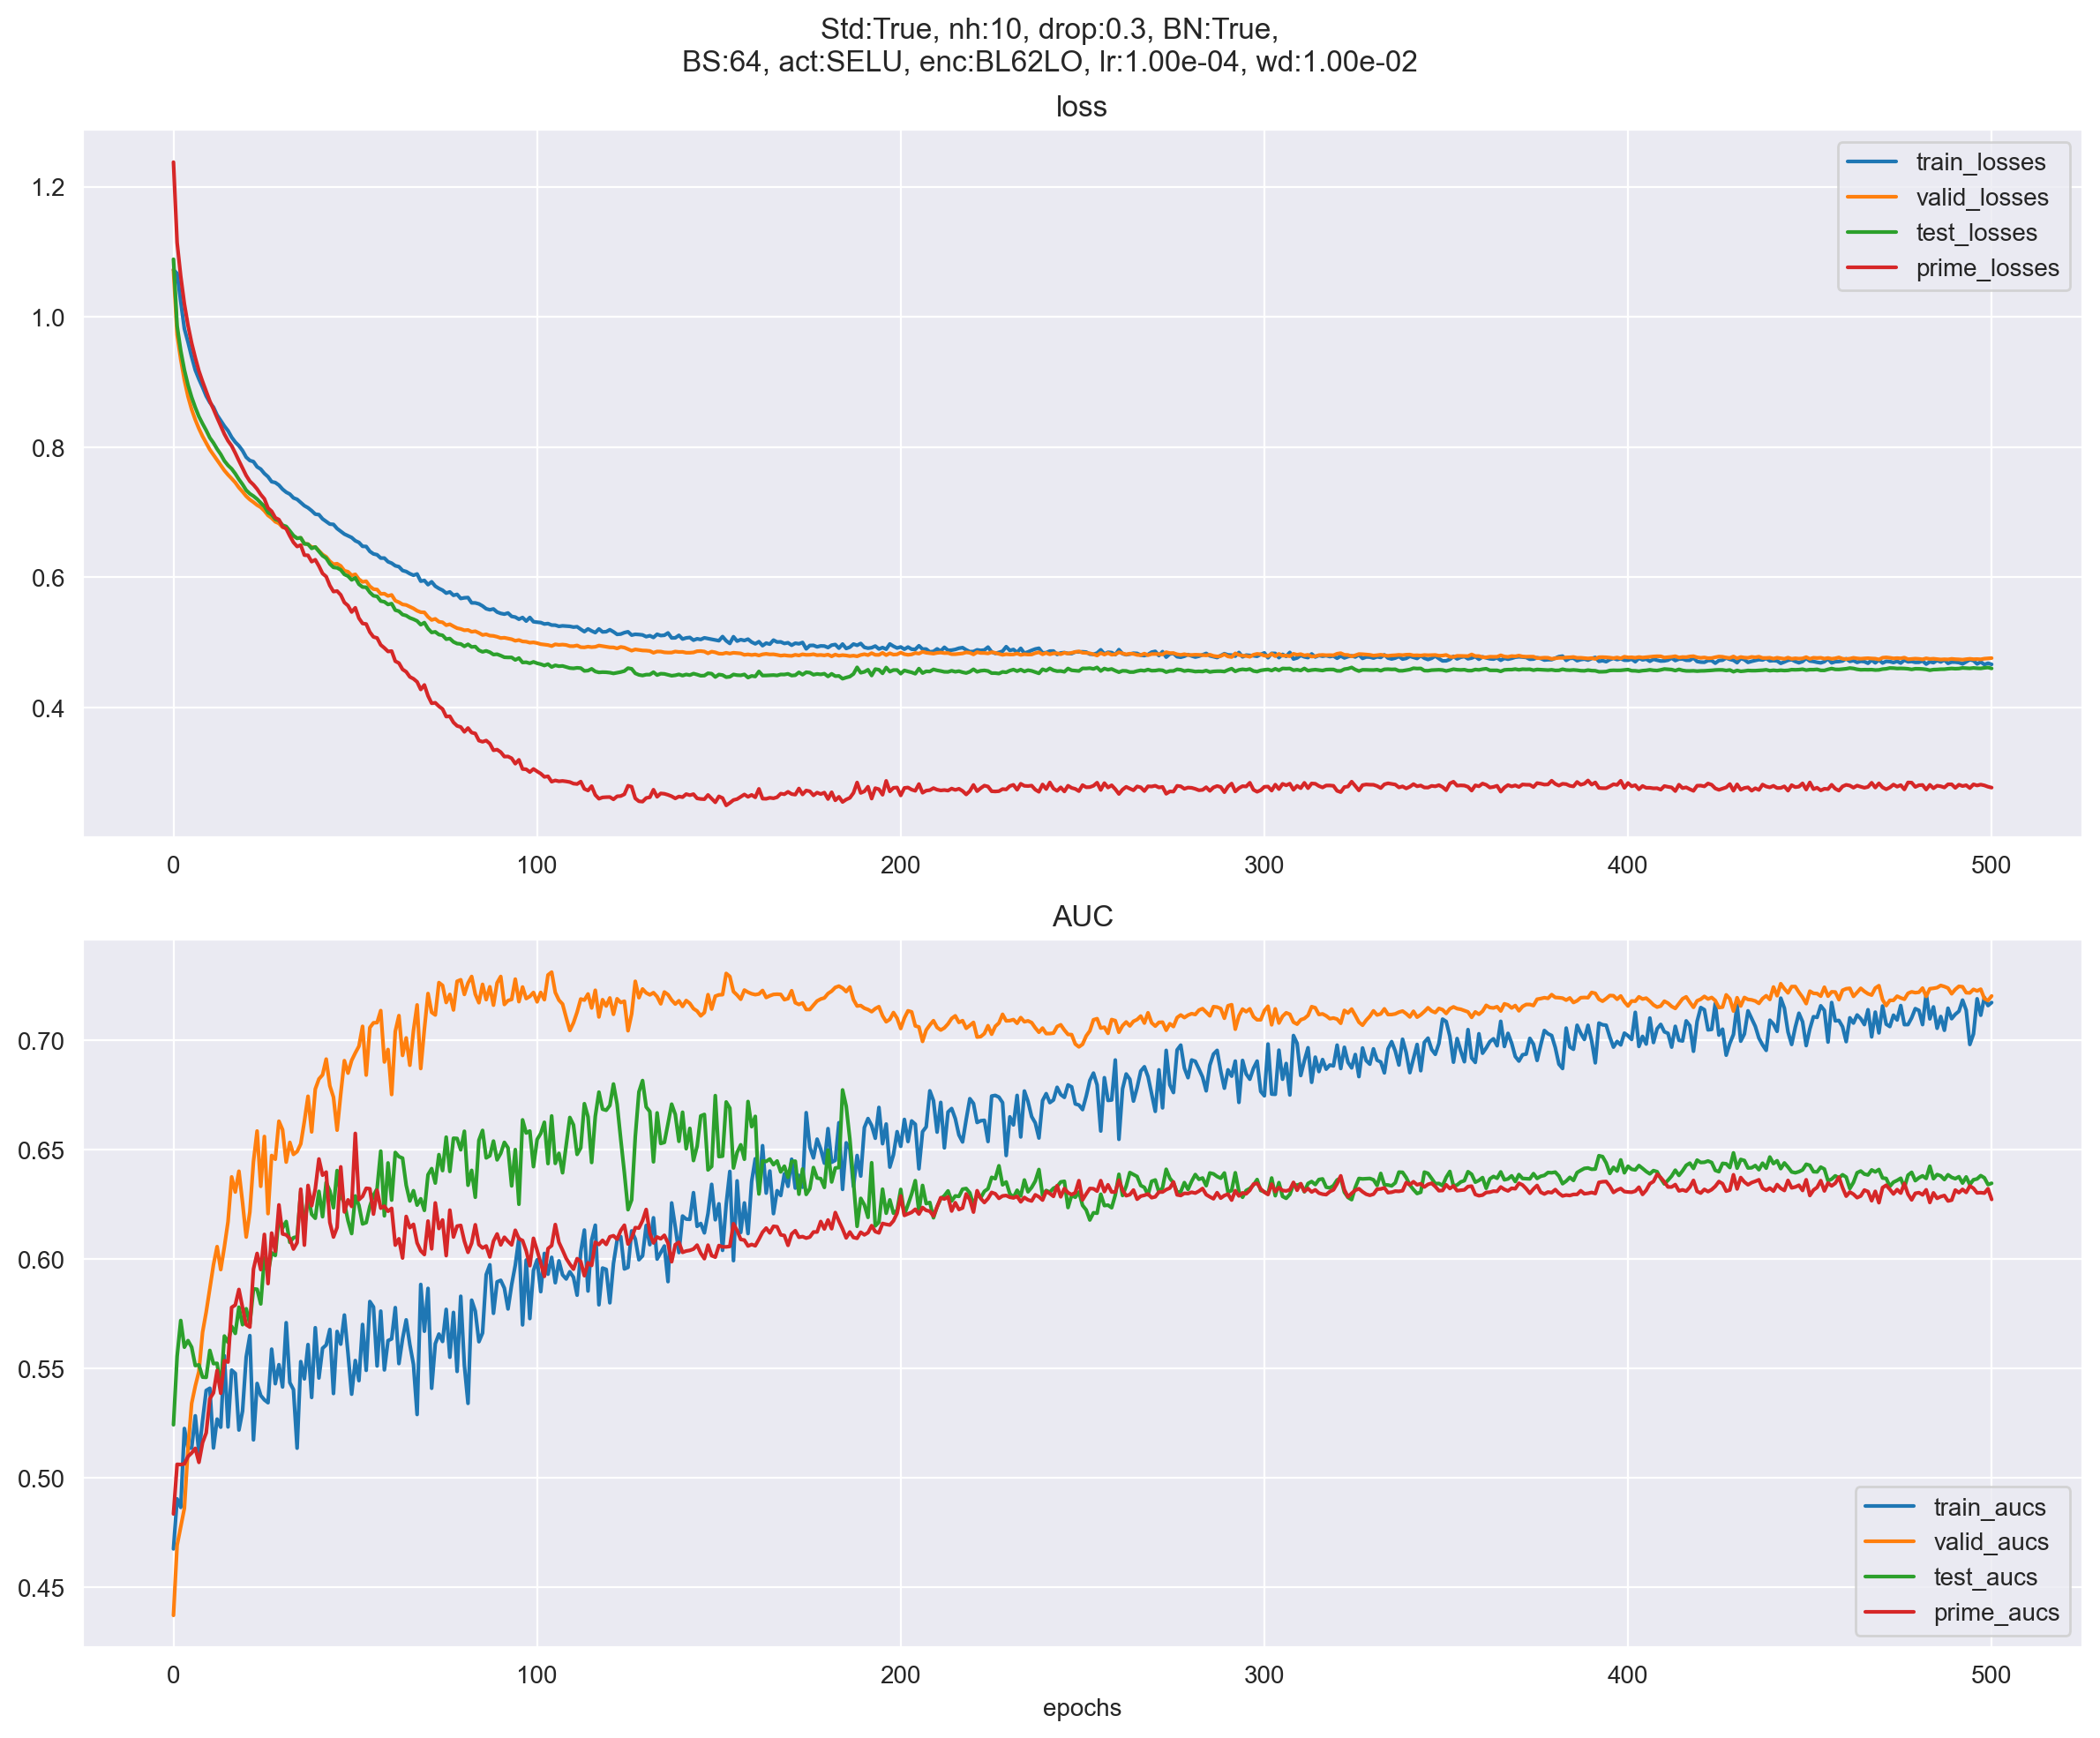 Std:True, nh:10, drop:0.3, BN:True,
BS:64, act:SELU, enc:BL62LO, lr:1.00e-04, wd:1.00e-02
loss
train_losses
valid_losses
test_losses
prime_losses
1.2
1.0
0.8
0.6
0.4
0 100 200 300 400 500
AUC
0.70
0.65
0.60
0.55
0.50
0.45
train_aucs
valid_aucs
test_aucs
prime_aucs
0 100 200 300 400 500
epochs